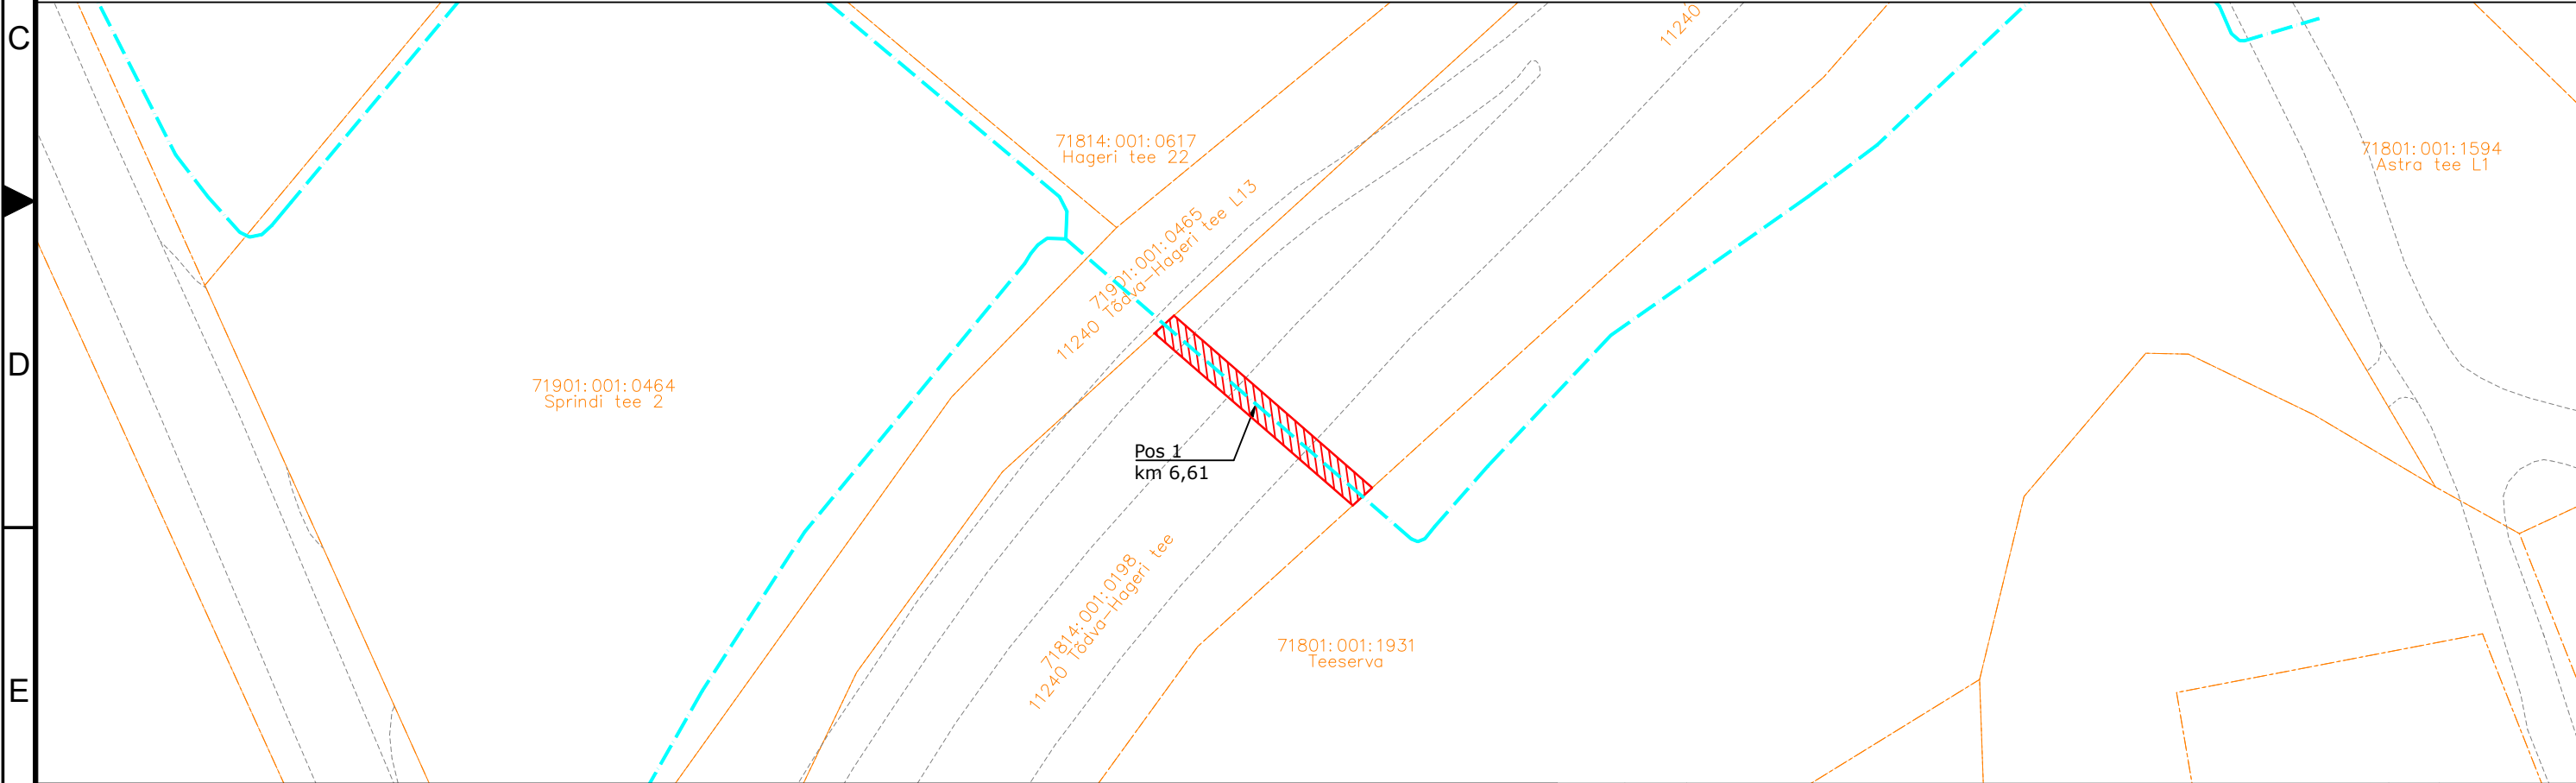 C
11240
71814:001:0617
Hageri tee 22
71801:001:1594
Astra tee L1
71901:001:0465
11240 Tõdva-Hageri tee L13
D
71901:001:0464
Sprindi tee 2
Pos 1
km 6,61
71814:001:0198
11240 Tõdva-Hageri tee
71801:001:1931
Teeserva
E